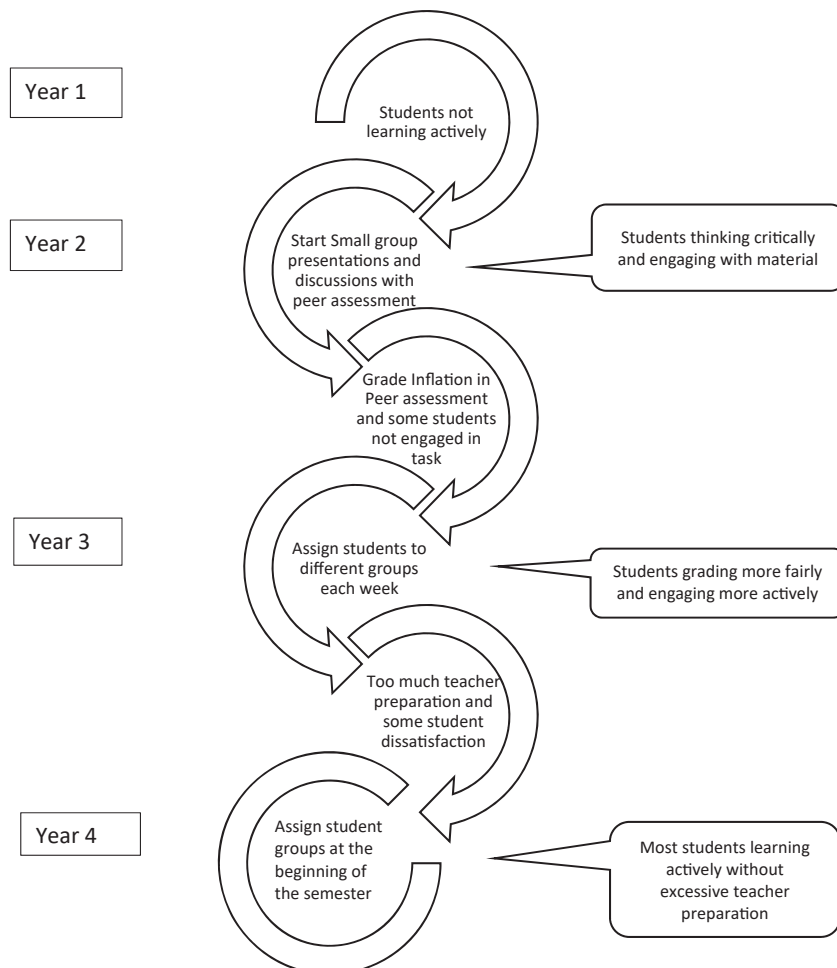 Year 1
Students not
learning actively
Year 2
Start Small group
presentations and
discussions with
peer assessment
Students thinking critically
and engaging with material
Grade Inflation in
Peer assessment
and some students
not engaged in
task
Year 3
Assign students to
different groups
each week
Students grading more fairly
and engaging more actively
Too much teacher
preparation and
some student
dissatisfaction
Year 4
Assign student
groups at the
beginning of
the semester
Most students learning
actively without
excessive teacher
preparation